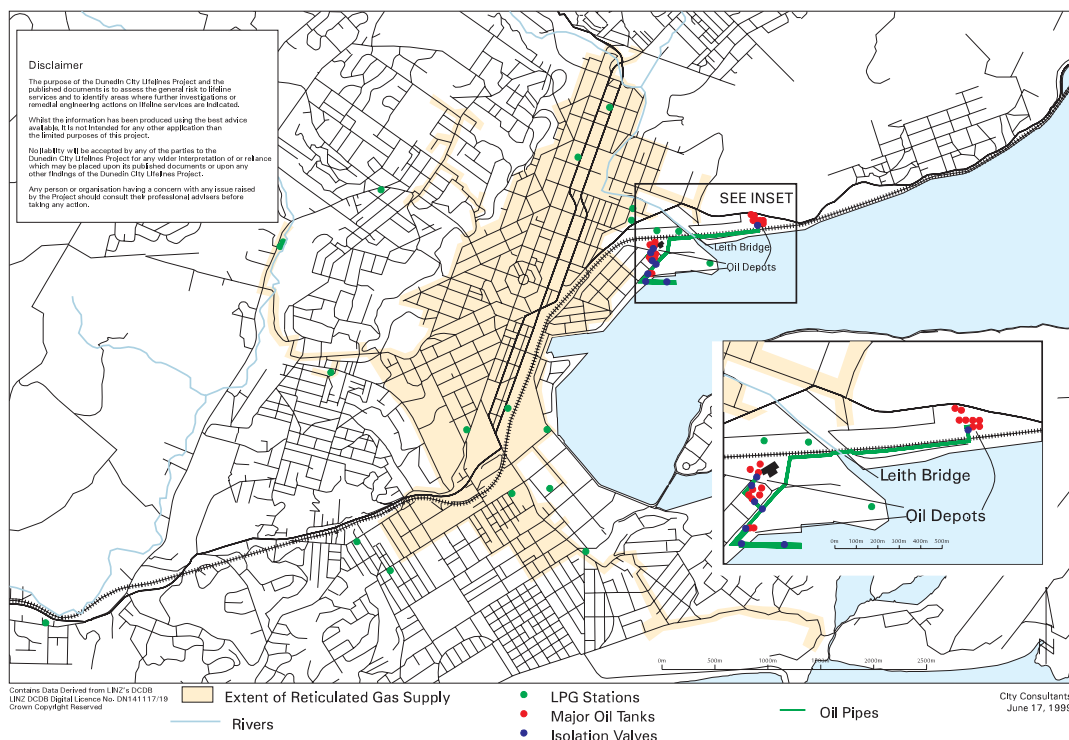 Disclaimer
The purpose of the Dunedin City Lifelines Project and the
published documents is to assess the general risk to lifeline
services and to identify areas where further investigations or
remedial engineering actions on lifeline services are indicated.
Whilst the information has been produced using the best advice
available, it is not intended for any other application than
the limited purposes of this project.
No liability will be accepted by any of the parties to the
Dunedin City Lifelines Project for any wider interpretation of or reliance
which may be placed upon its published documents or upon any
other findings of the Dunedin City Lifelines Project.
Any person or organisation having a concern with any issue raised
by the Project should consult their professional advisers before
taking any action.
SEE INSET
Leith Bridge
Oil Depots
Leith Bridge
Oil Depots
0m 100m 200m 300m 400m 500m
0m 500m 1000m 1500m 2000m 2500m
Contains Data Derived from LINZ's DCDB
LINZ DCDB Digital Licence No. DN141117/19
Crown Copyright Reserved
Extent of Reticulated Gas Supply
Rivers
LPG Stations
Major Oil Tanks
Isolation Valves
Oil Pipes
City Consultants
June 17, 1999